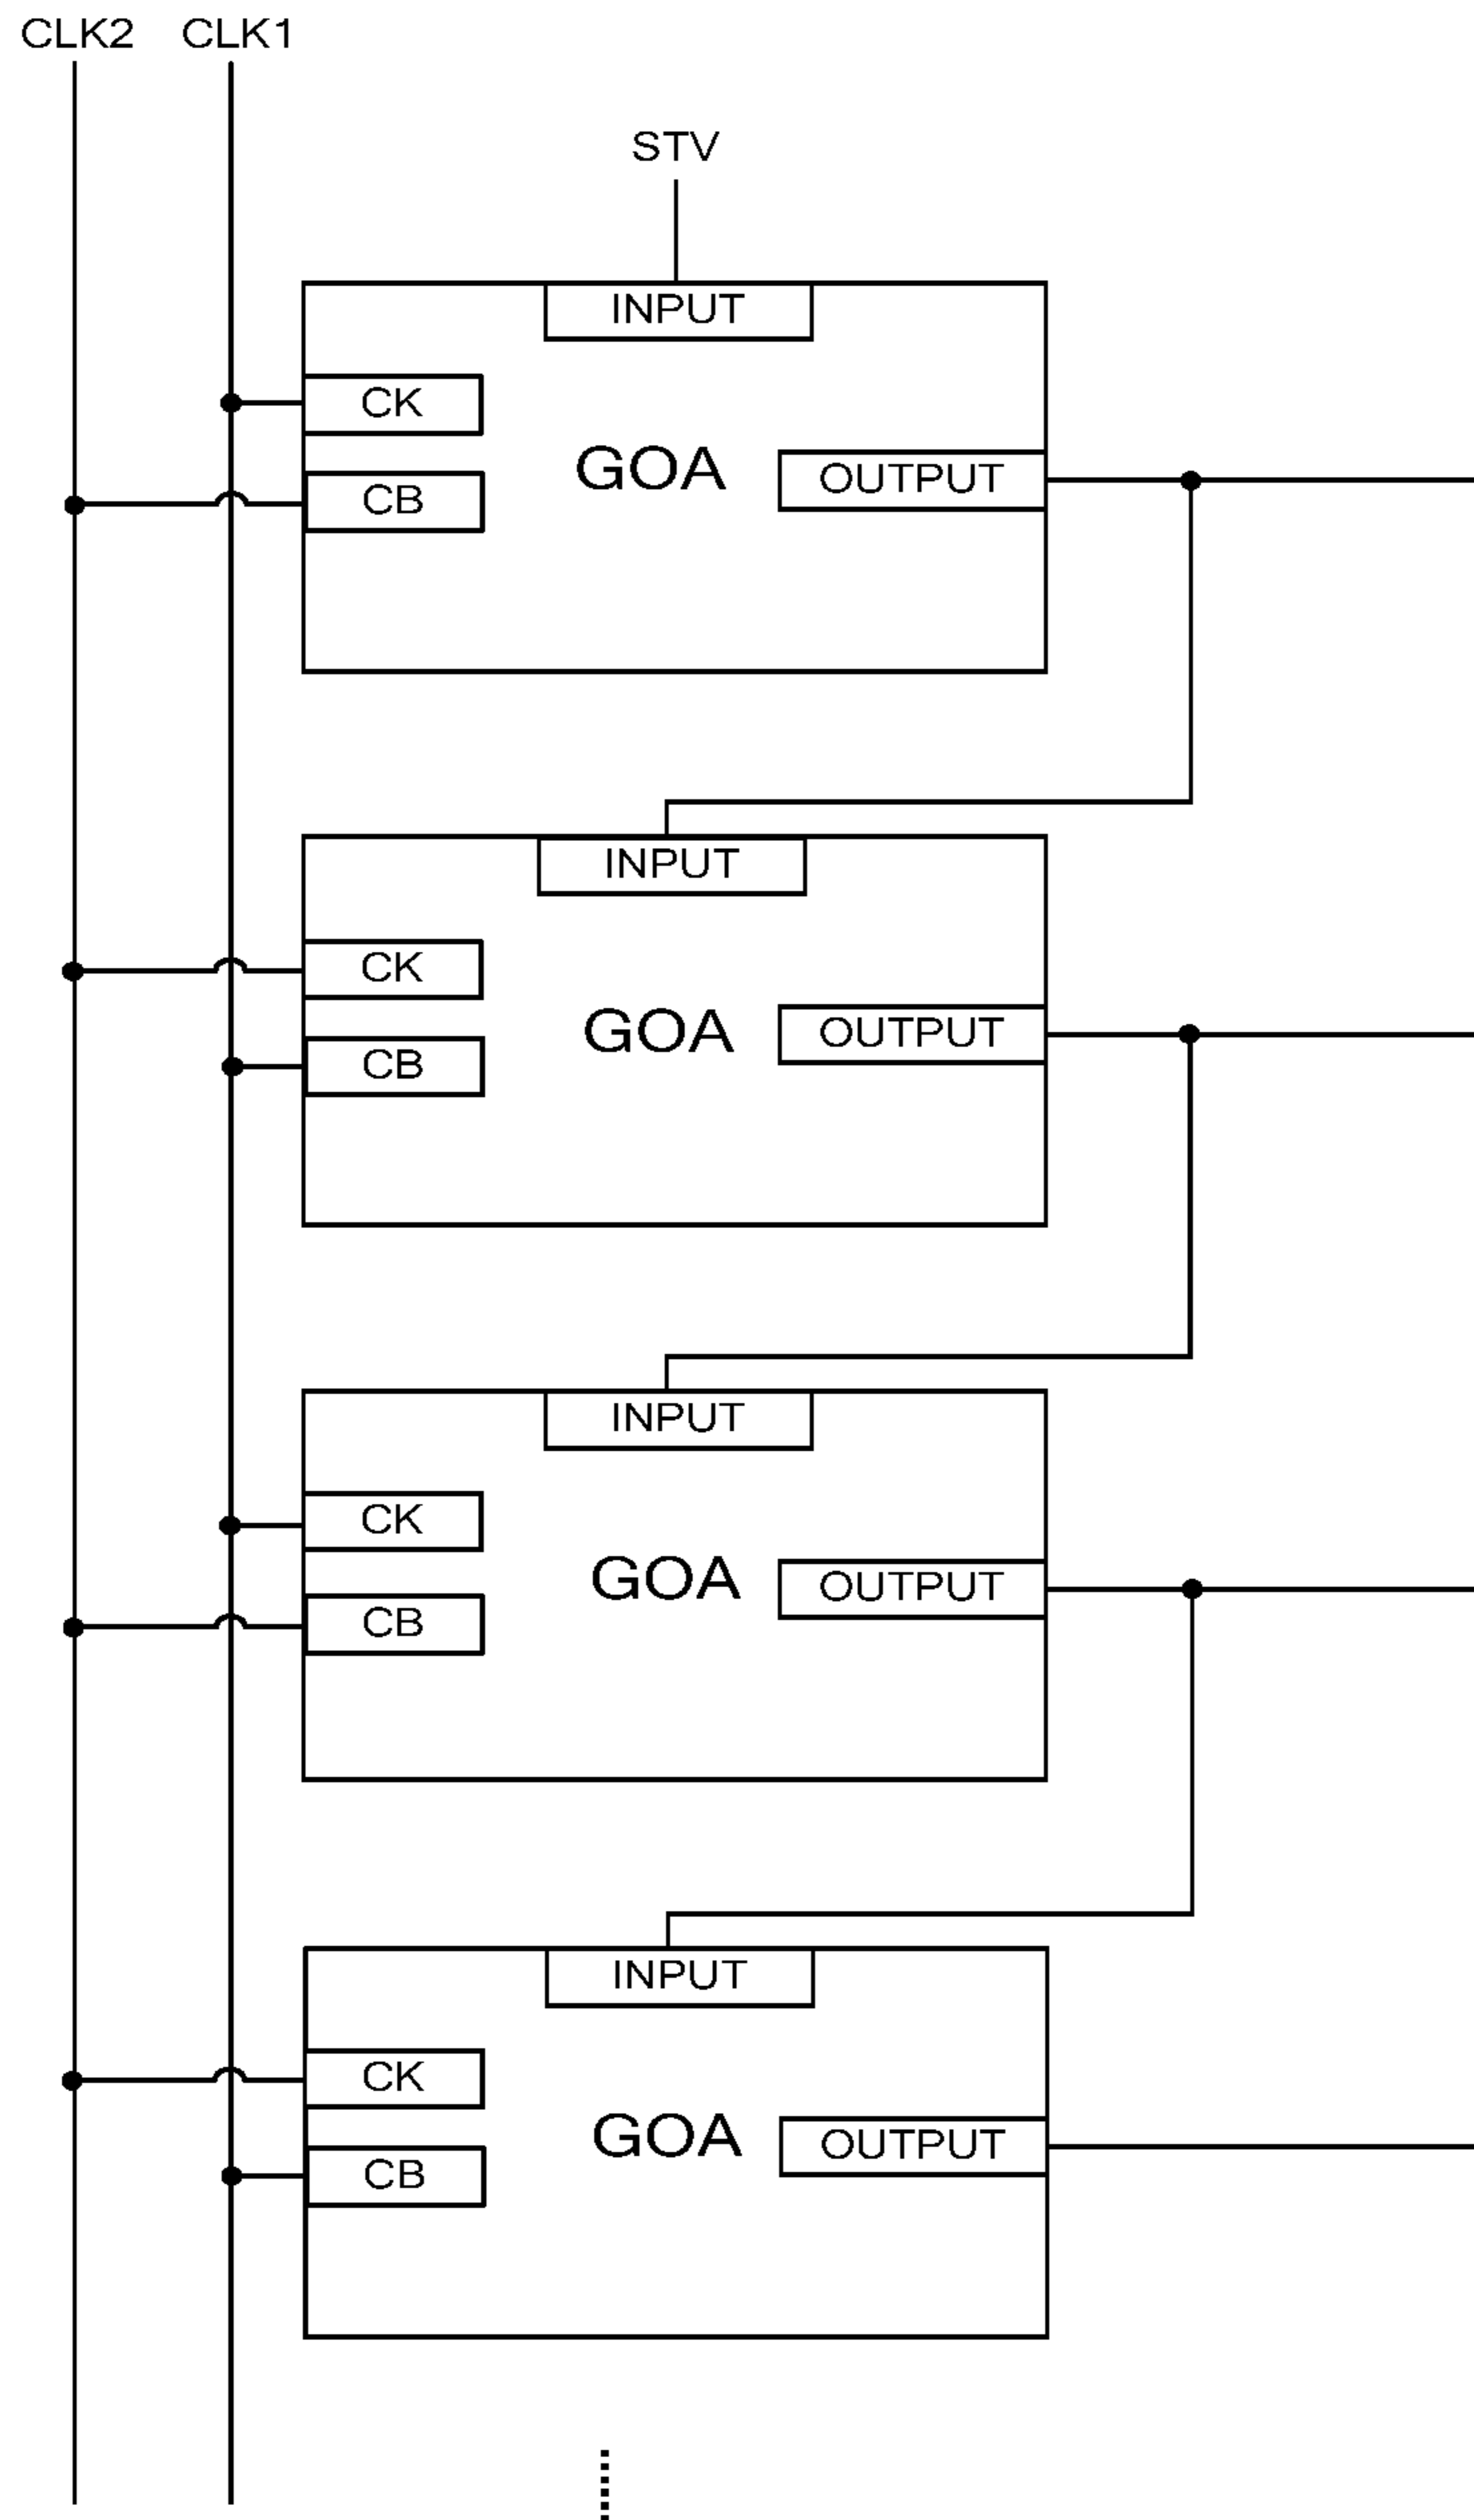 CLK2 CLK1
STV
INPUT
CK
GOA
OUTPUT
CB
INPUT
CK
GOA
OUTPUT
CB
INPUT
CK
GOA
OUTPUT
CB
INPUT
CK
GOA
OUTPUT
CB